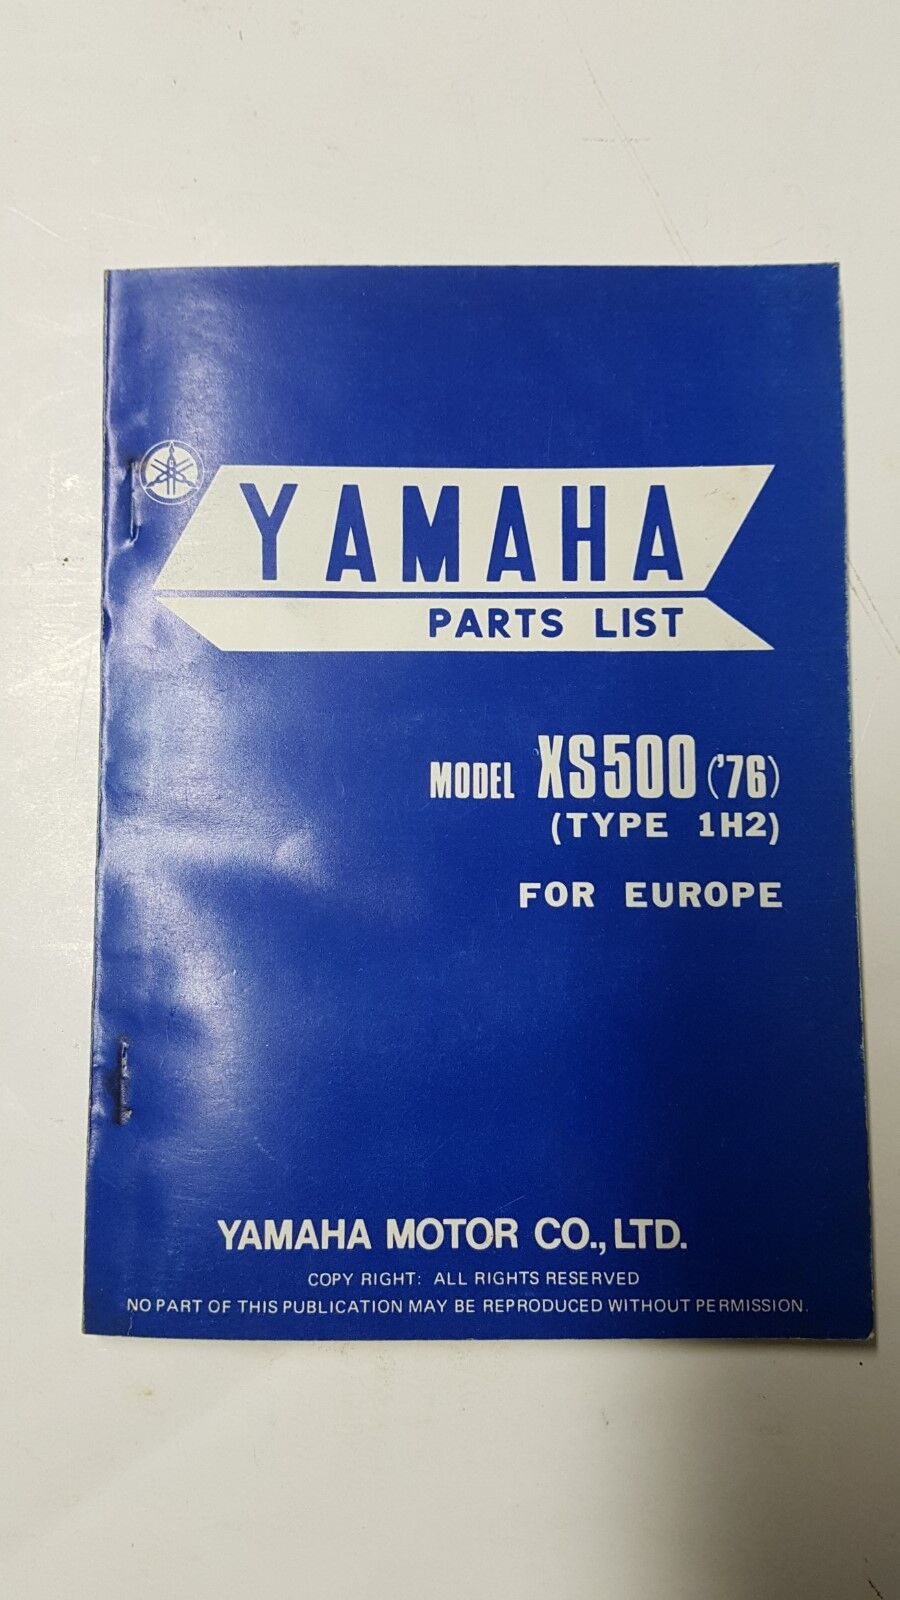 YAMAHA
PARTS LIST
MODEL XS500 ('76)
(TYPE 1H2)
FOR EUROPE
YAMAHA MOTOR CO., LTD.
COPY RIGHT: ALL RIGHTS RESERVED
NO PART OF THIS PUBLICATION MAY BE REPRODUCED WITHOUT PERMISSION.